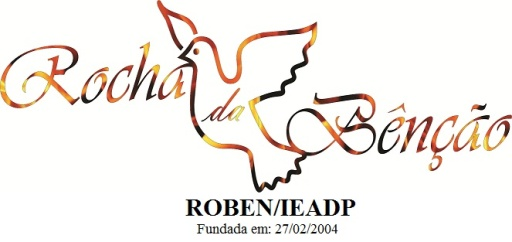 Rocha da Bênção
ROBEN/IEADP
Fundada em: 27/02/2004